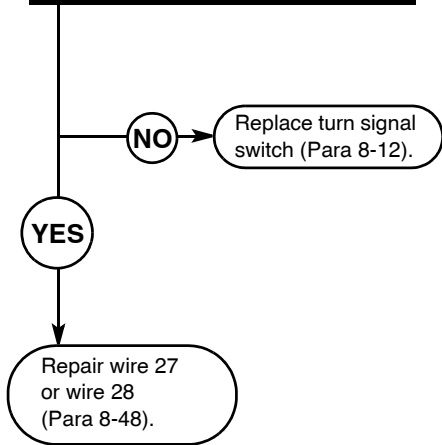 NO
Replace turn signal
switch (Para 8-12).
YES
Repair wire 27
or wire 28
(Para 8-48).